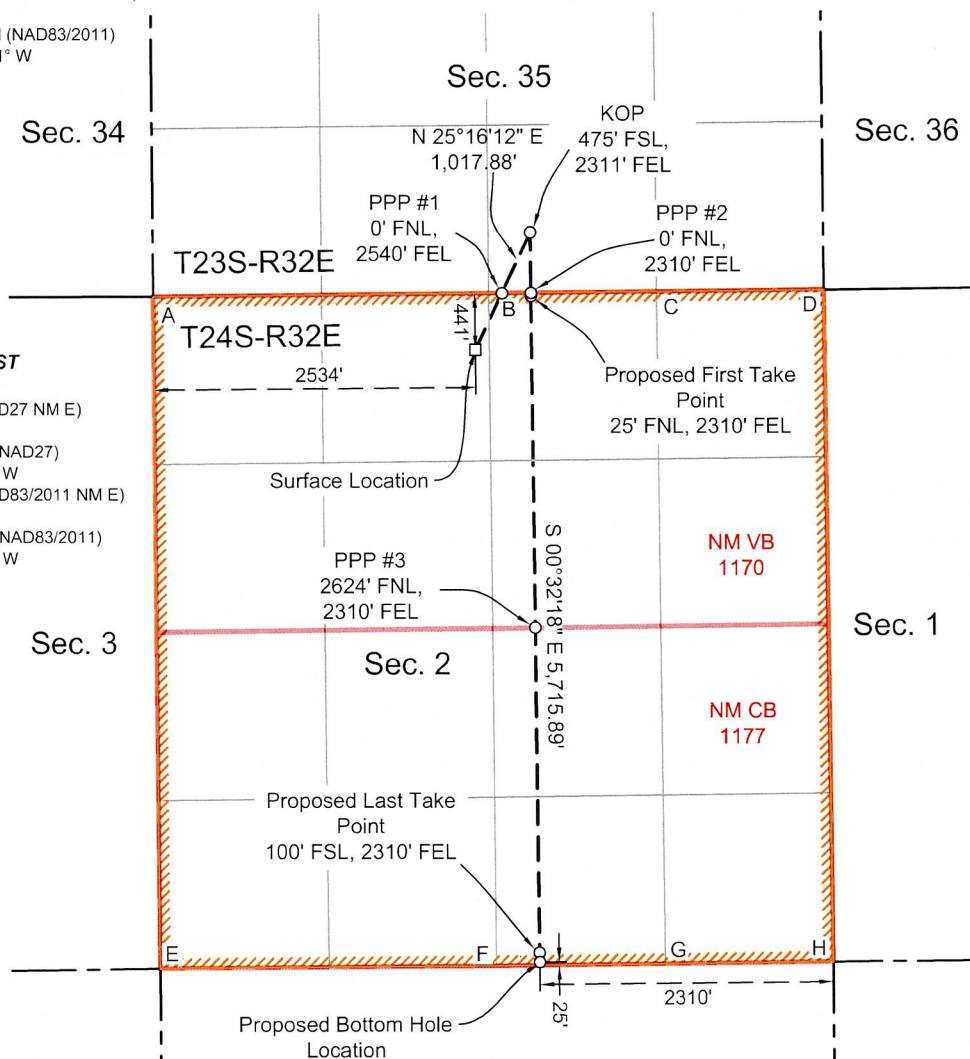 (NAD83/2011)
° W
Sec. 35
Sec. 34
Sec. 36
KOP
475' FSL,
2311' FEL
N 25°16'12" E
1,017.88'
PPP #1
0' FNL,
2540' FEL
PPP #2
0' FNL,
2310' FEL
T23S-R32E
A
B
C
D
T24S-R32E
441'
2534'
Proposed First Take
Point
25' FNL, 2310' FEL
ST
D27 NM E)
NAD27)
W
D83/2011 NM E)
NAD83/2011)
W
Surface Location
S 00°32'18" E 5,715.89'
NM VB
1170
PPP #3
2624' FNL,
2310' FEL
Sec. 3
Sec. 2
Sec. 1
NM CB
1177
Proposed Last Take
Point
100' FSL, 2310' FEL
E
F
G
H
2310'
25'
Proposed Bottom Hole
Location